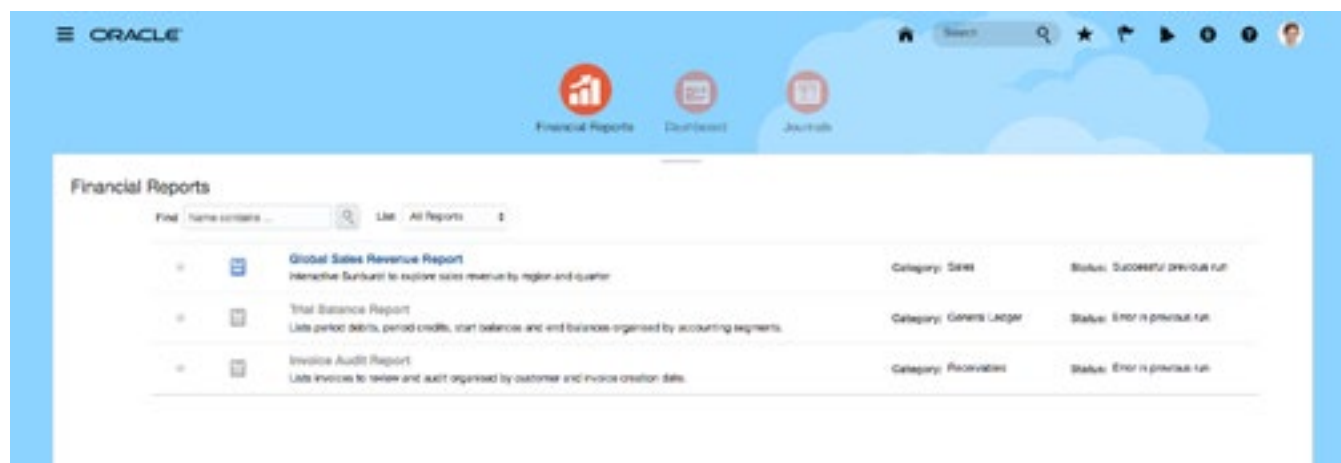 ORACLE
Search
Financial Reports
Dashboard
Journals
Financial Reports
Find Name contains ... List All Reports
Global Sales Revenue Report
Interactive Sunburst to explore sales revenue by region and quarter
Category: Sales
Status: Successful previous run
Trial Balance Report
Lists period debits, period credits, start balances and end balances organised by accounting segments.
Category: General Ledger
Status: Error in previous run
Invoice Audit Report
Lists invoices to review and audit organised by customer and invoice creation date.
Category: Receivables
Status: Error in previous run